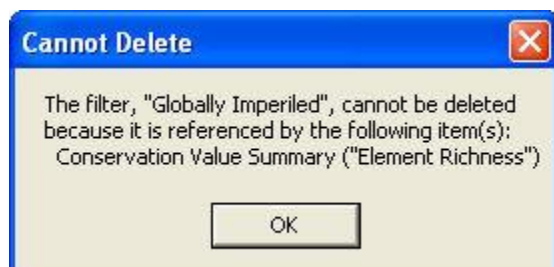 Cannot Delete
The filter, "Globally Imperiled", cannot be deleted
because it is referenced by the following item(s):
Conservation Value Summary ("Element Richness")
OK